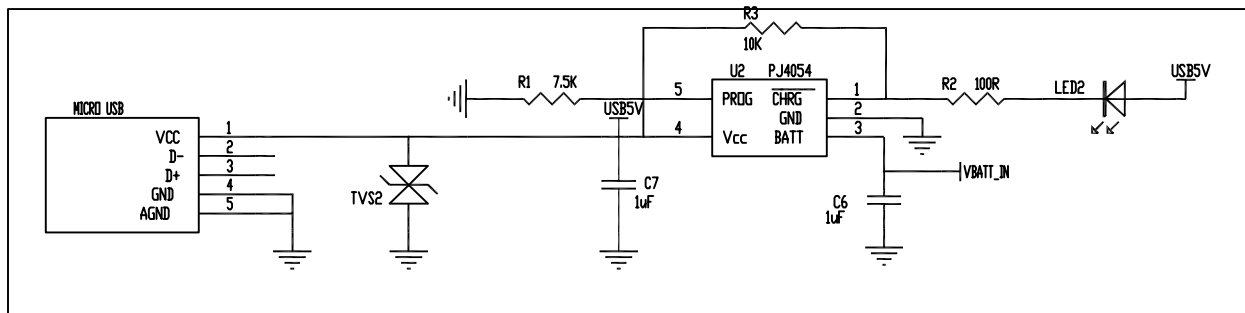 R3
10K
U2 PJ4054
R1 7.5K
5 PROG CHRG 1
R2 100R
LED2
USB5V
MICRO USB
USB5V
GND 2
VCC 1
4 Vcc BATT 3
D- 2
D+ 3
GND 4
AGND 5
TVS2
C7
1uF
VBATT_IN
C6
1uF